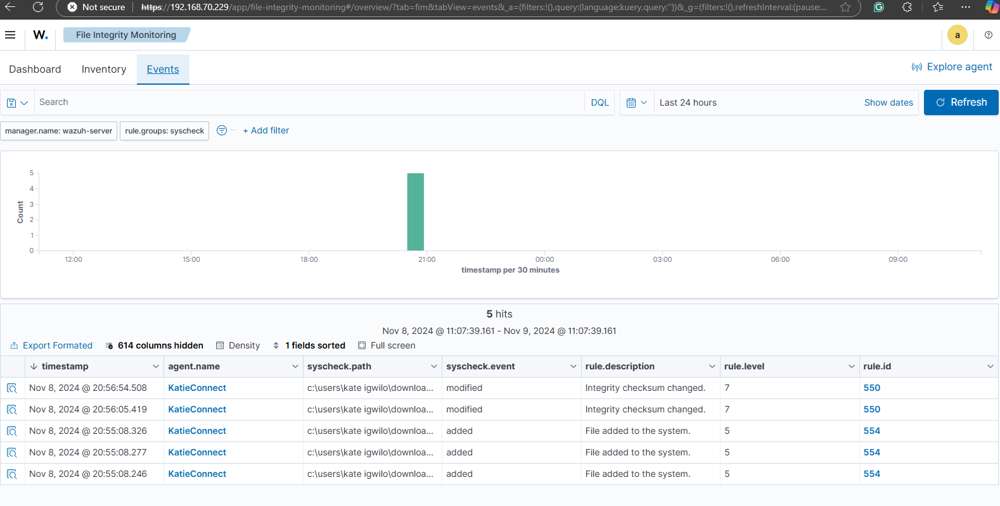 Not secure https://192.168.70.229/app/file-integrity-monitoring#/overview/?tab=fim&tabView=events&_a=(filters:!(),query:(language:kuery,query:''))&_g=(filters:!(),refreshInterval:(pause:...
W. File Integrity Monitoring a
Dashboard Inventory Events Explore agent
Search DQL Last 24 hours Show dates Refresh
manager.name: wazuh-server rule.groups: syscheck + Add filter
5
4
3
2
1
0
Count
12:00 15:00 18:00 21:00 00:00 03:00 06:00 09:00
timestamp per 30 minutes
5 hits
Nov 8, 2024 @ 11:07:39.161 - Nov 9, 2024 @ 11:07:39.161
Export Formated 614 columns hidden Density 1 fields sorted Full screen
timestamp agent.name syscheck.path syscheck.event rule.description rule.level rule.id
Nov 8, 2024 @ 20:56:54.508 KatieConnect c:\users\kate igwilo\downloa... modified Integrity checksum changed. 7 550
Nov 8, 2024 @ 20:56:05.419 KatieConnect c:\users\kate igwilo\downloa... modified Integrity checksum changed. 7 550
Nov 8, 2024 @ 20:55:08.326 KatieConnect c:\users\kate igwilo\downloa... added File added to the system. 5 554
Nov 8, 2024 @ 20:55:08.277 KatieConnect c:\users\kate igwilo\downloa... added File added to the system. 5 554
Nov 8, 2024 @ 20:55:08.246 KatieConnect c:\users\kate igwilo\downloa... added File added to the system. 5 554